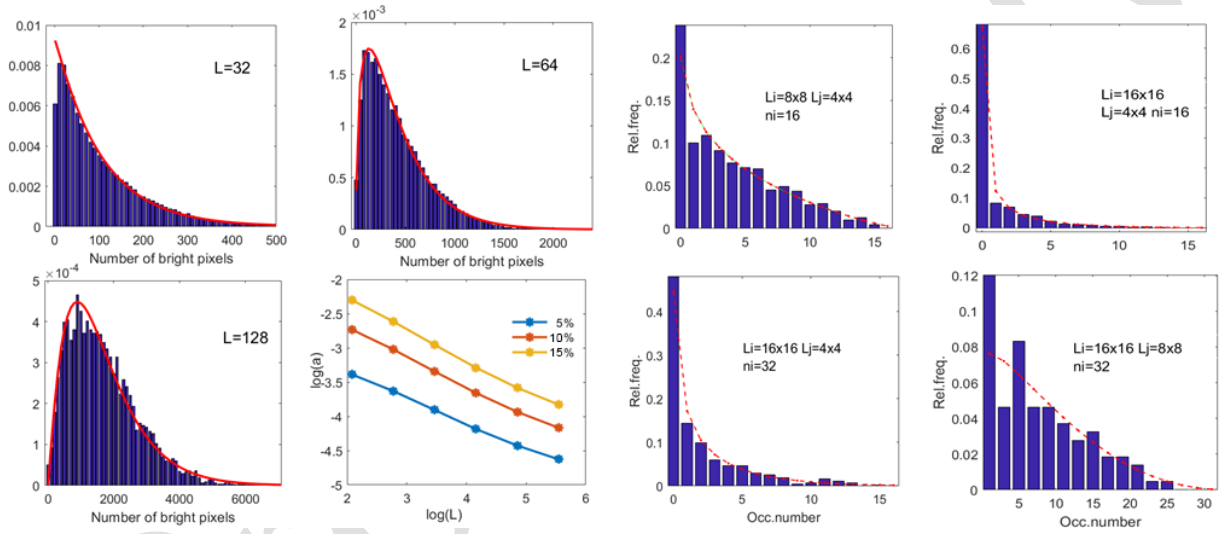 0.01
0.008
0.006
0.004
0.002
0
0 100 200 300 400 500
Number of bright pixels
L=32
×10⁻³
2
1.5
1
0.5
0
0 500 1000 1500 2000
Number of bright pixels
L=64
0.2
0.15
0.1
0.05
0
Rel.freq.
0 5 10 15
Li=8x8 Lj=4x4
ni=16
0.6
0.5
0.4
0.3
0.2
0.1
0
Rel.freq.
0 5 10 15
Li=16x16
Lj=4x4 ni=16
×10⁻⁴
5
4
3
2
1
0
0 2000 4000 6000
Number of bright pixels
L=128
-2
-2.5
-3
-3.5
-4
-4.5
-5
log(a)
2 3 4 5 6
log(L)
5%
10%
15%
0.4
0.3
0.2
0.1
0
Rel.freq.
0 5 10 15
Occ.number
Li=16x16 Lj=4x4
ni=32
0.12
0.1
0.08
0.06
0.04
0.02
0
Rel.freq.
5 10 15 20 25 30
Occ.number
Li=16x16 Lj=8x8
ni=32